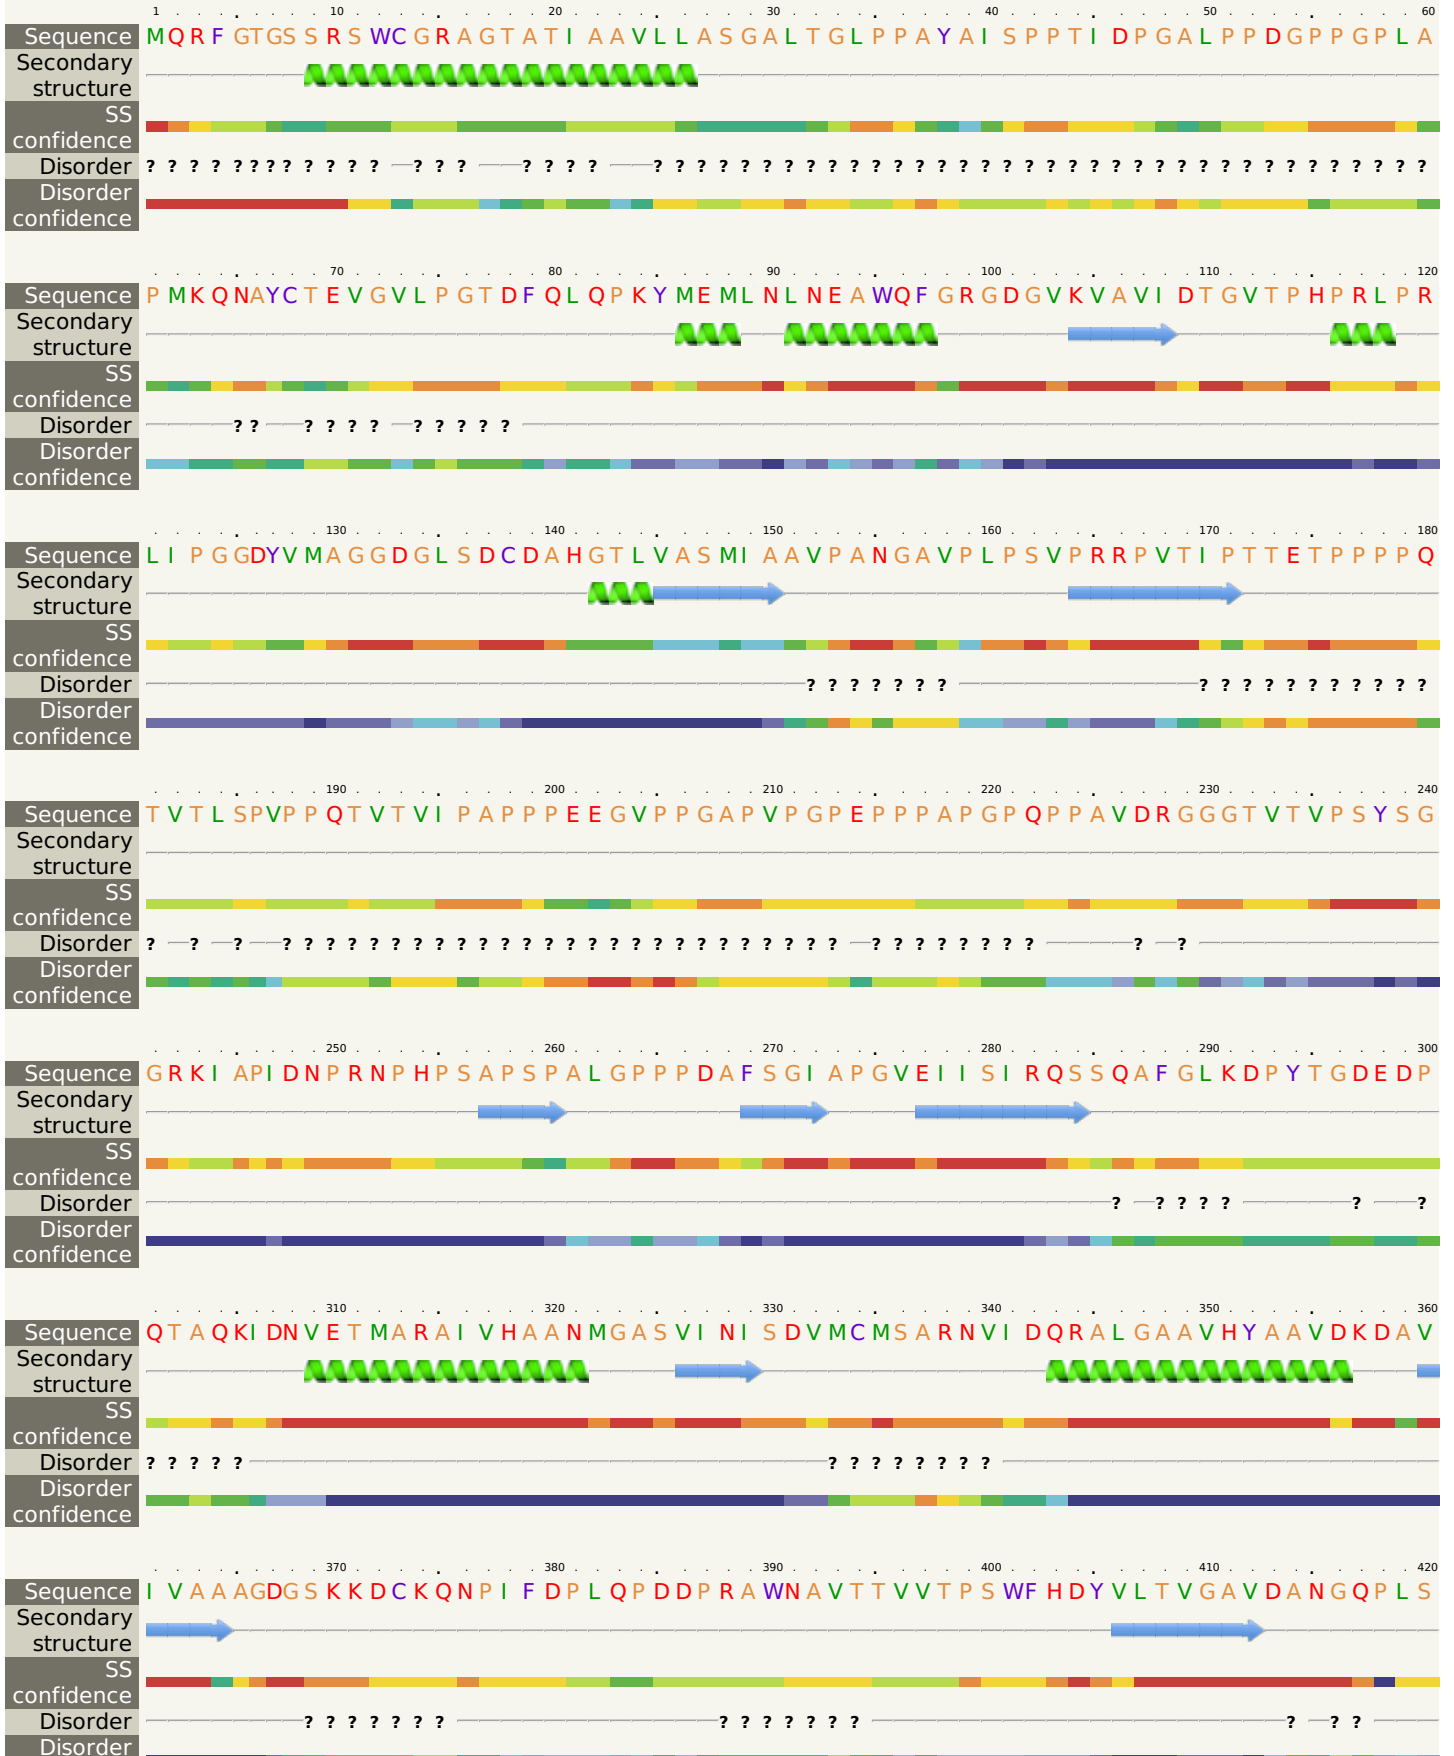 1 10 20 30 40 50 60
Sequence MQRFGTGSSRSWCGRAGTATIAAVLLASGALTGLPPAYAISPPTIDPGALPPDGPPGPLA
Secondary
structure
SS
confidence
Disorder ??????????? ??? ???? ????????????????????????????????????
Disorder
confidence
70 80 90 100 110 120
Sequence PMKQNAYCTEVGVLPGTDFQLQPKYMEMLNLNEAWQFGRGDGVKVAVIDTGVTPHPRLPR
Secondary
structure
SS
confidence
Disorder ?? ???? ?????
Disorder
confidence
130 140 150 160 170 180
Sequence LIPGGDYVMAGGDGLSDCDAHGTLVASMIAAVPANGAVPLPSVPRRPVTIPTTETPPPPQ
Secondary
structure
SS
confidence
Disorder ??????? ???????????
Disorder
confidence
190 200 210 220 230 240
Sequence TVTLSPVPPQTVTVIPAPPPEEGVPPGAPVPGPEPPPAPGPQPPAVDRGGGTVTVPSYSG
Secondary
structure
SS
confidence
Disorder ? ? ? ?????????????????????????? ???????? ? ?
Disorder
confidence
250 260 270 280 290 300
Sequence GRKIAPIDNPRNPHPSAPSPALGPPPDAFSGIAPGVEIISIRQSSQAFGLKDPYTGDEDP
Secondary
structure
SS
confidence
Disorder ? ???? ? ?
Disorder
confidence
310 320 330 340 350 360
Sequence QTAQKIDNVETMARAIVHAANMGASVINISDVMCMSARNVIDQRALGAAVHYAAVDKDAV
Secondary
structure
SS
confidence
Disorder ????? ????????
Disorder
confidence
370 380 390 400 410 420
Sequence IVAAAGDGSKKDCKQNPIFDPLQPDDPRAWNAVTTVVTPSWFHDYVLTVGAVDANGQPLS
Secondary
structure
SS
confidence
Disorder ??????? ??????? ? ??
Disorder